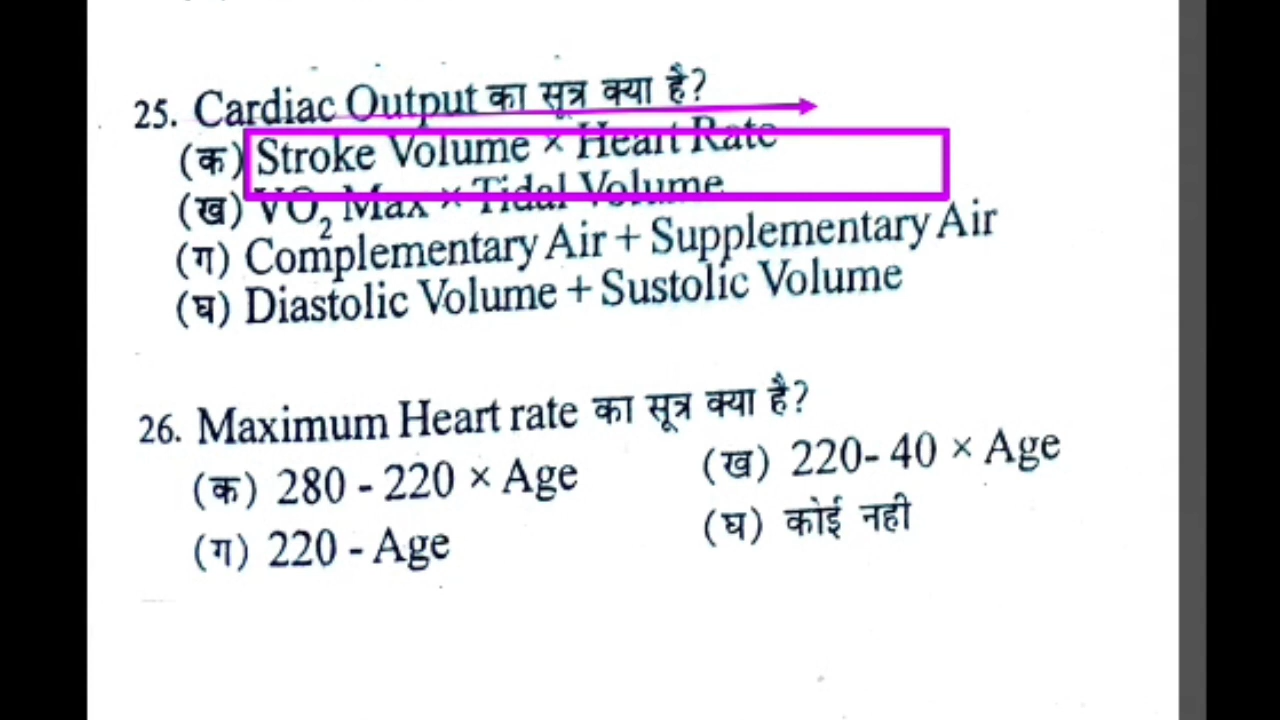 25. Cardiac Output का सूत्र क्या है?
(क) Stroke Volume × Heart Rate
(ख) VO₂ Max × Tidal Volume
(ग) Complementary Air + Supplementary Air
(घ) Diastolic Volume + Sustolic Volume
26. Maximum Heart rate का सूत्र क्या है?
(क) 280 - 220 × Age (ख) 220- 40 × Age
(ग) 220 - Age (घ) कोई नही